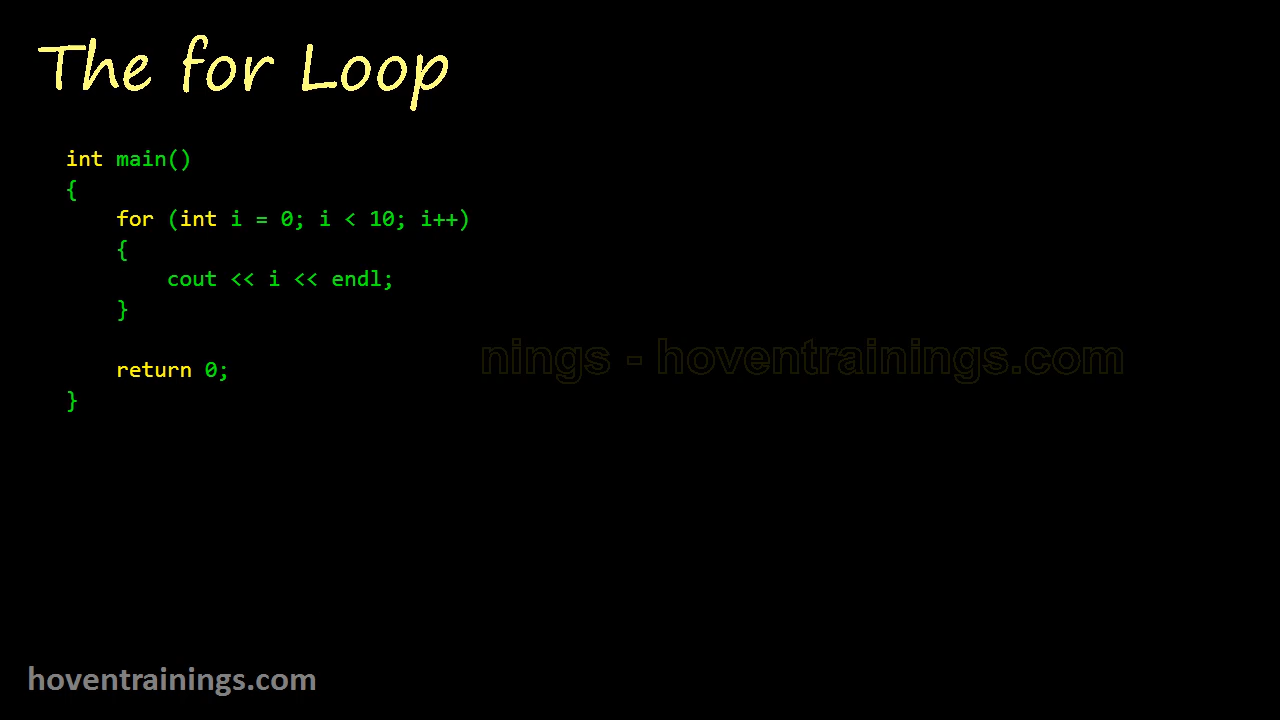 The for Loop
int main()
{
    for (int i = 0; i < 10; i++)
    {
        cout << i << endl;
    }
    return 0;
}
nings - hoventrainings.com
hoventrainings.com